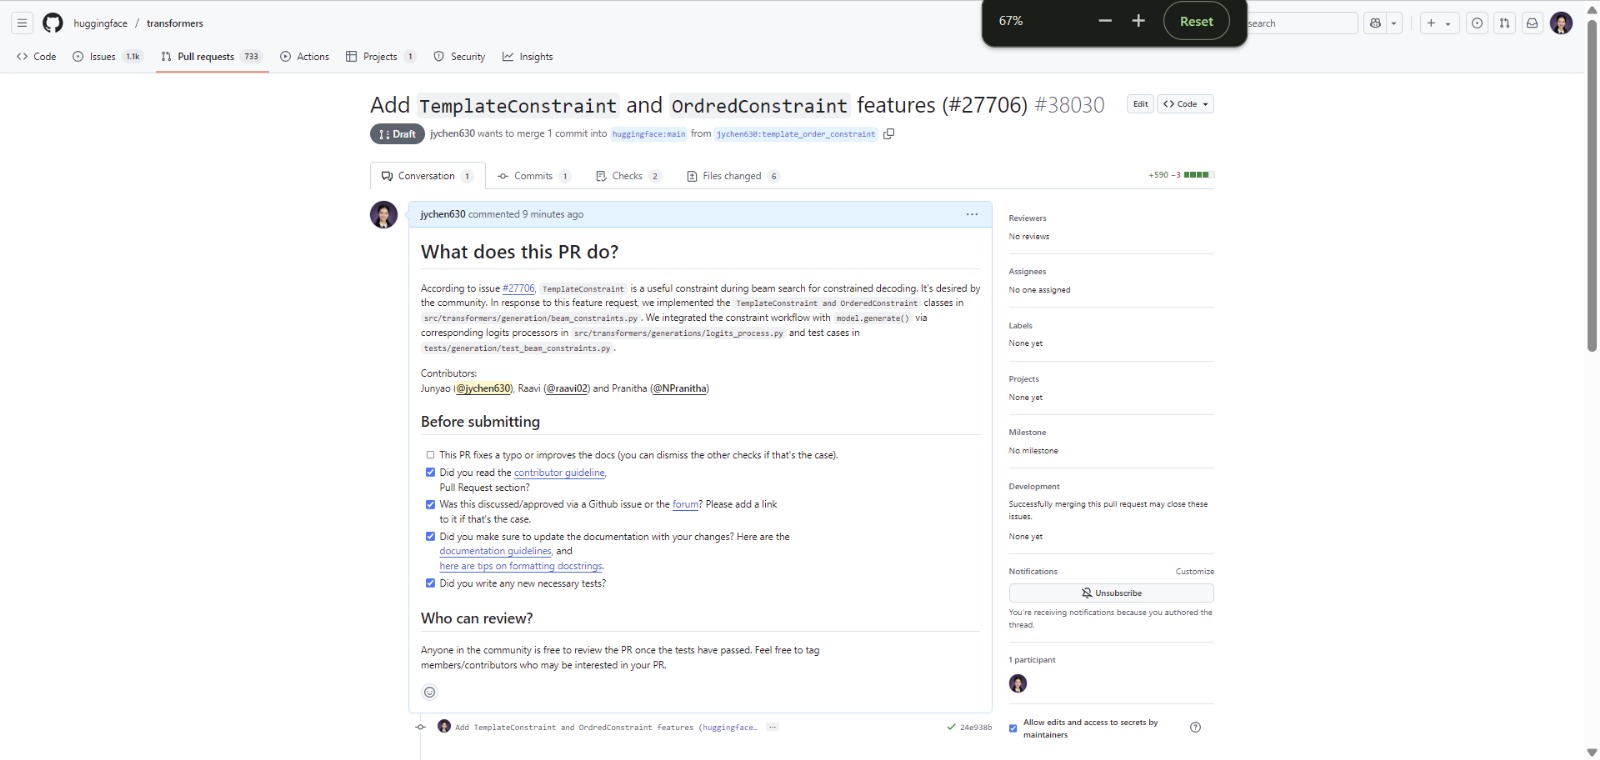 huggingface / transformers
67%
Reset
search
Code
Issues 1.1k
Pull requests 733
Actions
Projects 1
Security
Insights
Add TemplateConstraint and OrdredConstraint features (#27706) #38030
Edit
Code
Draft
jychen630 wants to merge 1 commit into huggingface:main from jychen630:template_order_constraint
Conversation 1
Commits 1
Checks 2
Files changed 6
+590 −3
jychen630 commented 9 minutes ago
What does this PR do?
According to issue #27706, TemplateConstraint is a useful constraint during beam search for constrained decoding. It's desired by
the community. In response to this feature request, we implemented the TemplateConstraint and OrderedConstraint classes in
src/transformers/generation/beam_constraints.py. We integrated the constraint workflow with model.generate() via
corresponding logits processors in src/transformers/generations/logits_process.py and test cases in
tests/generation/test_beam_constraints.py.
Contributors:
Junyao (@jychen630), Raavi (@raavi02) and Pranitha (@NPranitha)
Before submitting
This PR fixes a typo or improves the docs (you can dismiss the other checks if that's the case).
Did you read the contributor guideline,
Pull Request section?
Was this discussed/approved via a Github issue or the forum? Please add a link
to it if that's the case.
Did you make sure to update the documentation with your changes? Here are the
documentation guidelines, and
here are tips on formatting docstrings.
Did you write any new necessary tests?
Who can review?
Anyone in the community is free to review the PR once the tests have passed. Feel free to tag
members/contributors who may be interested in your PR.
Add TemplateConstraint and OrdredConstraint features (huggingface…
24e938b
Reviewers
No reviews
Assignees
No one assigned
Labels
None yet
Projects
None yet
Milestone
No milestone
Development
Successfully merging this pull request may close these
issues.
None yet
Notifications
Customize
Unsubscribe
You're receiving notifications because you authored the
thread.
1 participant
Allow edits and access to secrets by
maintainers